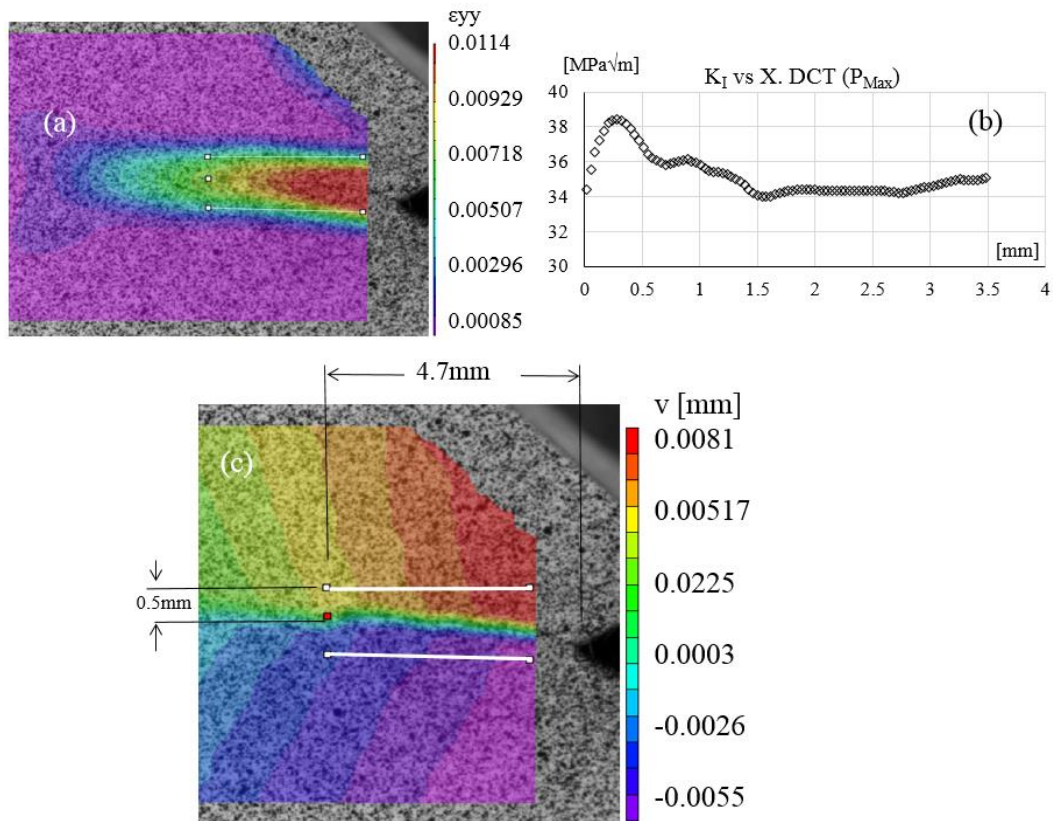 εyy
0.0114
0.00929
0.00718
0.00507
0.00296
0.00085
(a)
[MPa√m]
K_I vs X. DCT (P_Max)
(b)
40
38
36
34
32
30
[mm]
0 0.5 1 1.5 2 2.5 3 3.5 4
4.7mm
v [mm]
0.0081
0.00517
0.0225
0.0003
-0.0026
-0.0055
(c)
0.5mm